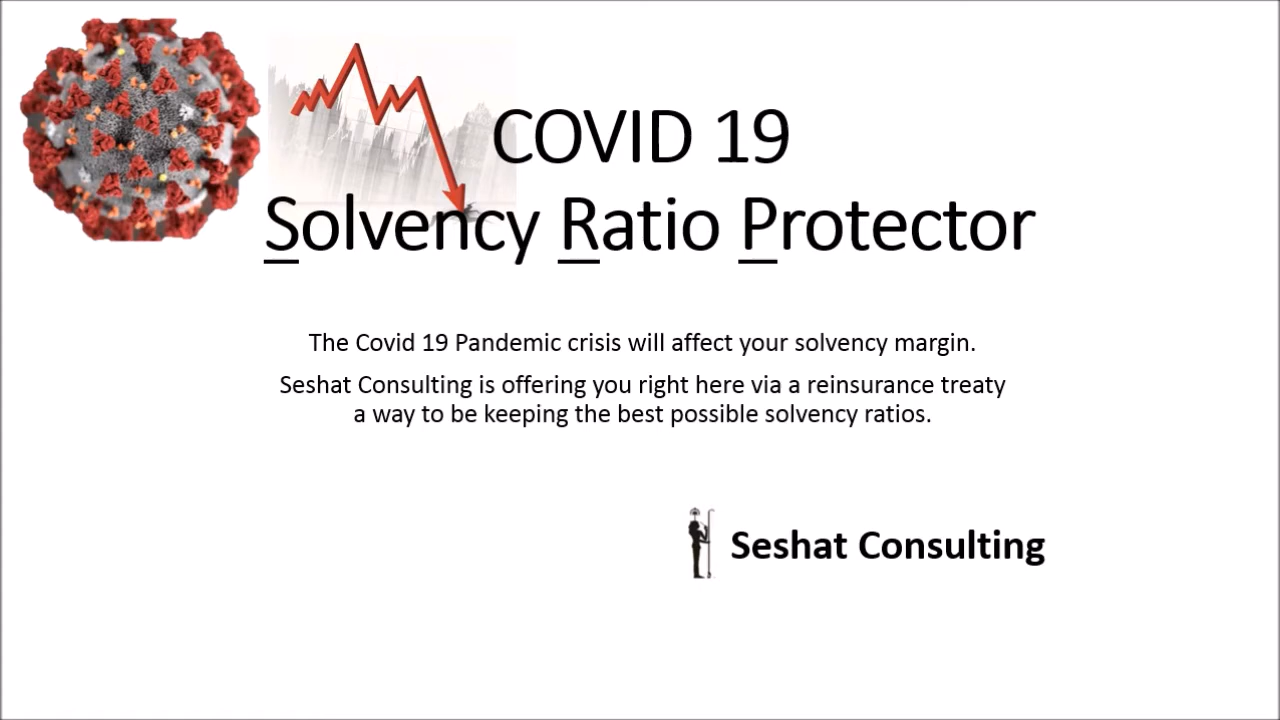 COVID 19
Solvency Ratio Protector
The Covid 19 Pandemic crisis will affect your solvency margin.
Seshat Consulting is offering you right here via a reinsurance treaty
a way to be keeping the best possible solvency ratios.
Seshat Consulting